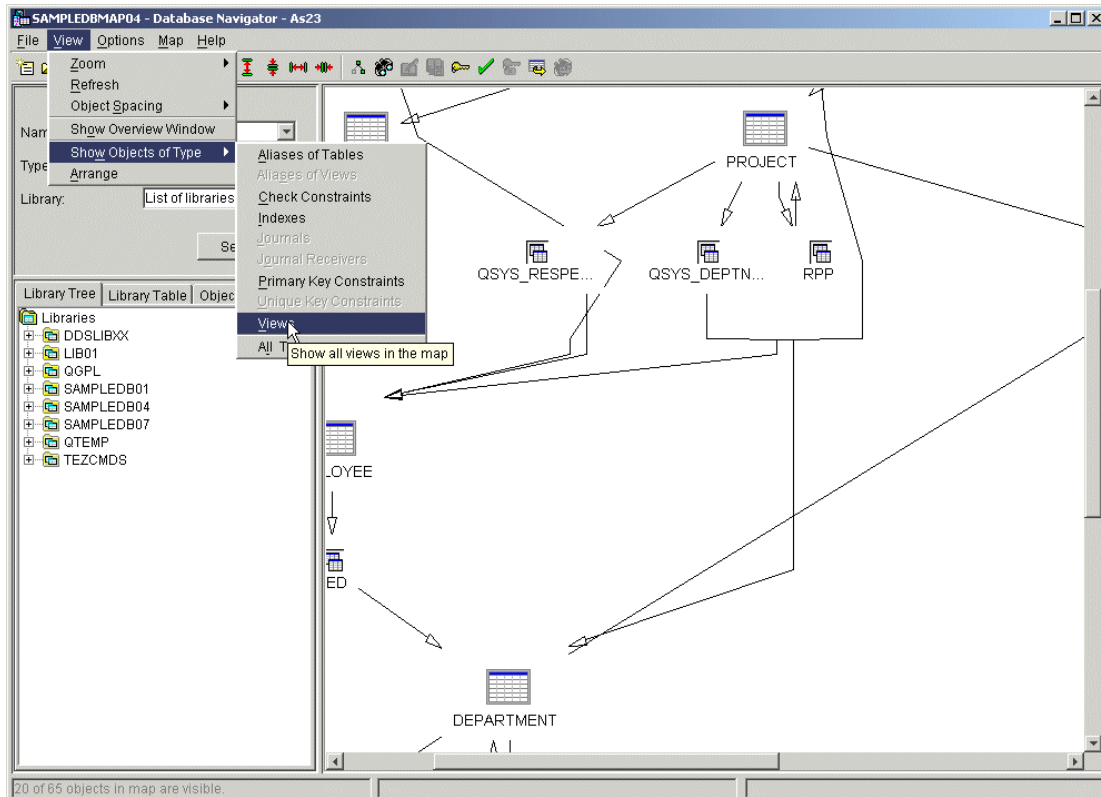 SAMPLEDBMAP04 - Database Navigator - As23
File View Options Map Help
Zoom
Refresh
Object Spacing
Show Overview Window
Show Objects of Type
Arrange
Nam
Type
Library: List of libraries
Se
Aliases of Tables
Aliases of Views
Check Constraints
Indexes
Journals
Journal Receivers
Primary Key Constraints
Unique Key Constraints
Views
All T
Show all views in the map
Library Tree Library Table Objec
Libraries
DDSLIBXX
LIB01
QGPL
SAMPLEDB01
SAMPLEDB04
SAMPLEDB07
QTEMP
TEZCMDS
PROJECT
QSYS_RESPE... QSYS_DEPTN... RPP
LOYEE
ED
DEPARTMENT
20 of 65 objects in map are visible.